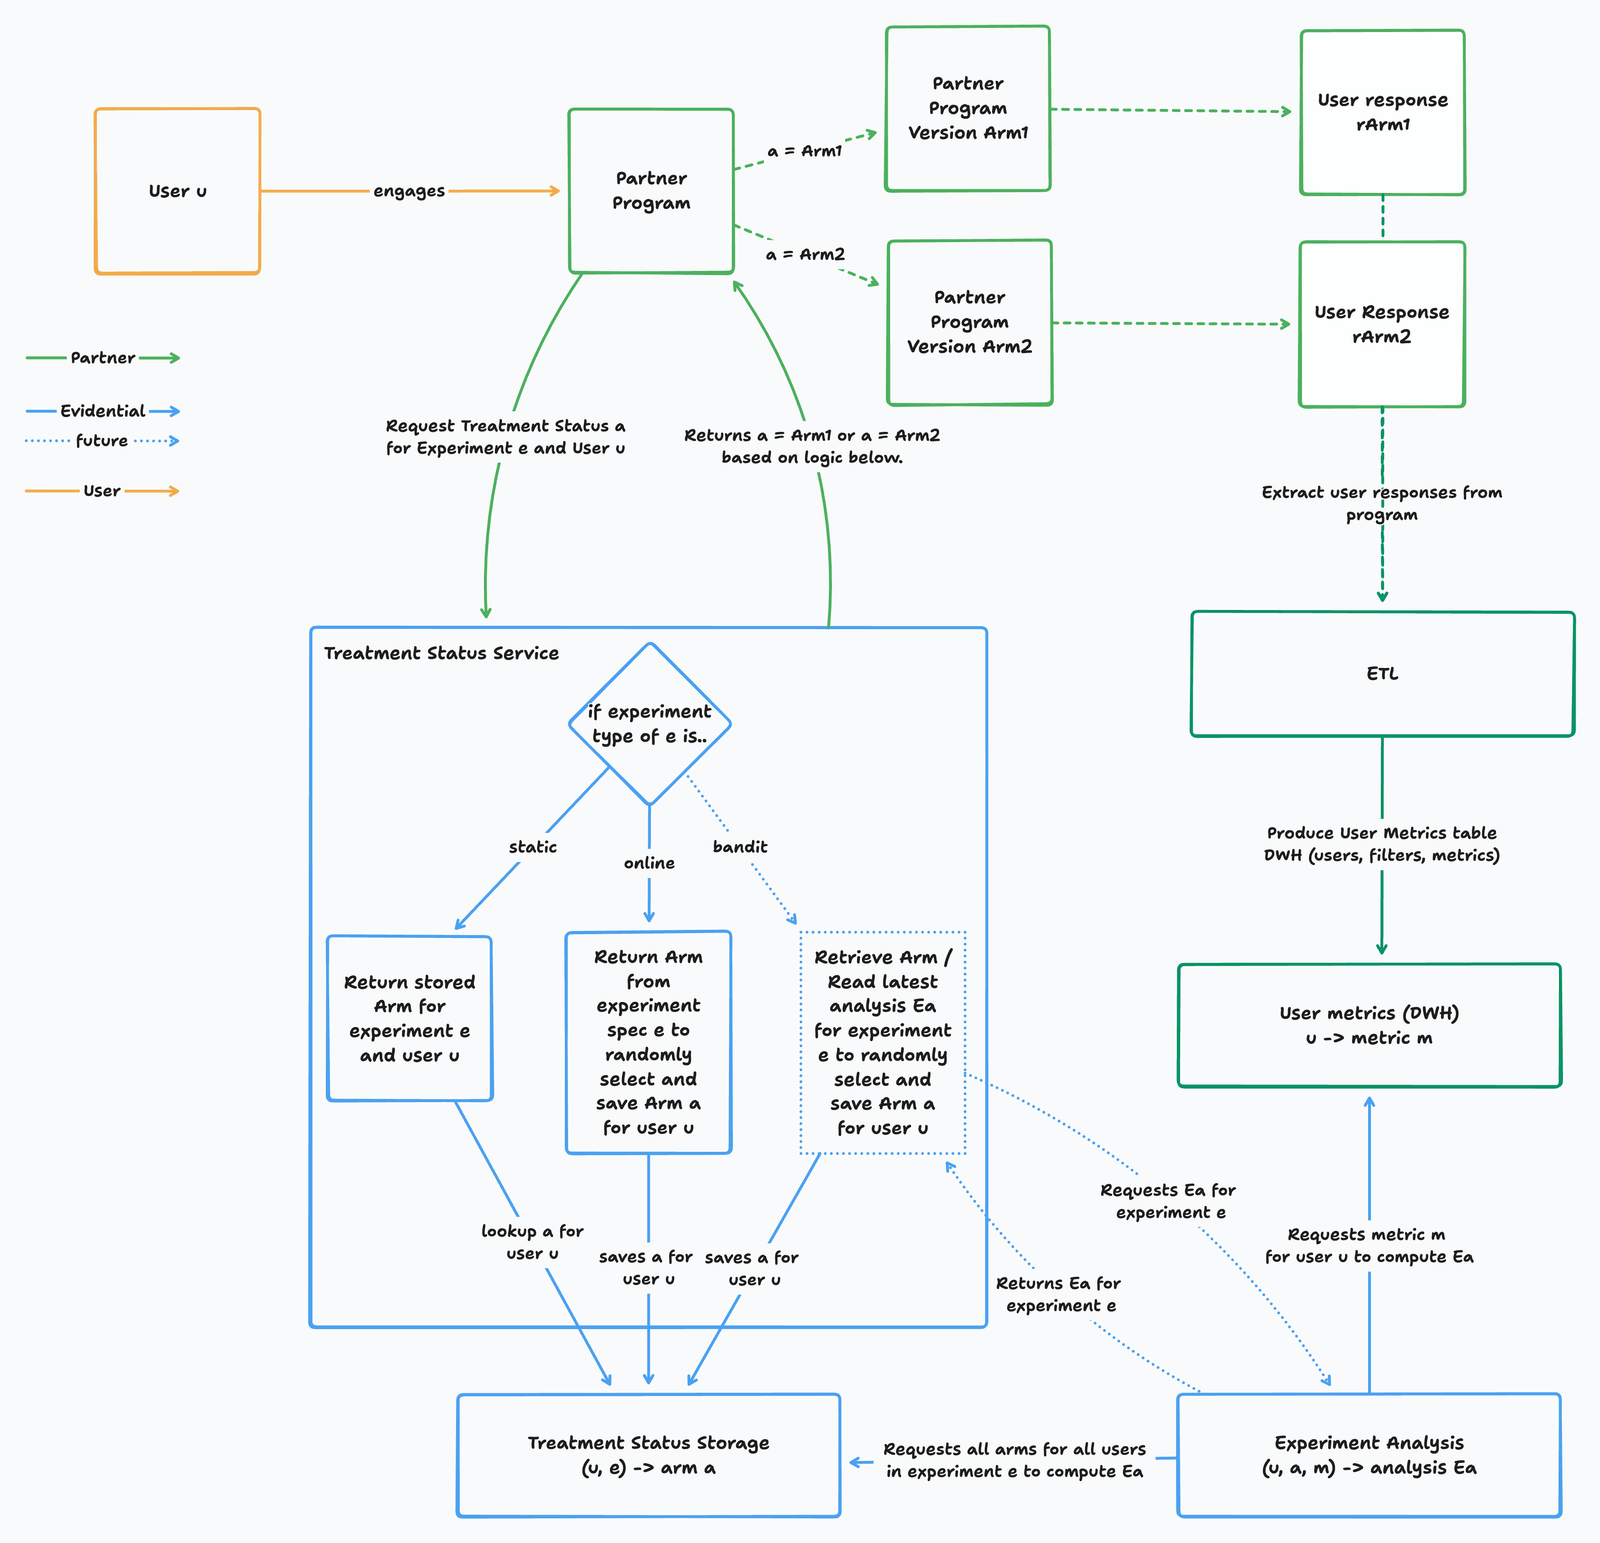 Partner
Program
Version Arm1
User response
rArm1
User u
engages
Partner
Program
a = Arm1
a = Arm2
Partner
Program
Version Arm2
User Response
rArm2
Partner
Evidential
future
User
Request Treatment Status a
for Experiment e and User u
Returns a = Arm1 or a = Arm2
based on logic below.
Extract user responses from
program
ETL
Treatment Status Service
if experiment
type of e is..
static
online
bandit
Produce User Metrics table
DWH (users, filters, metrics)
Return stored
Arm for
experiment e
and user u
Return Arm
from
experiment
spec e to
randomly
select and
save Arm a
for user u
Retrieve Arm /
Read latest
analysis Ea
for experiment
e to randomly
select and
save Arm a
for user u
User metrics (DWH)
u -> metric m
lookup a for
user u
saves a for
user u
saves a for
user u
Requests Ea for
experiment e
Returns Ea for
experiment e
Requests metric m
for user u to compute Ea
Treatment Status Storage
(u, e) -> arm a
Requests all arms for all users
in experiment e to compute Ea
Experiment Analysis
(u, a, m) -> analysis Ea